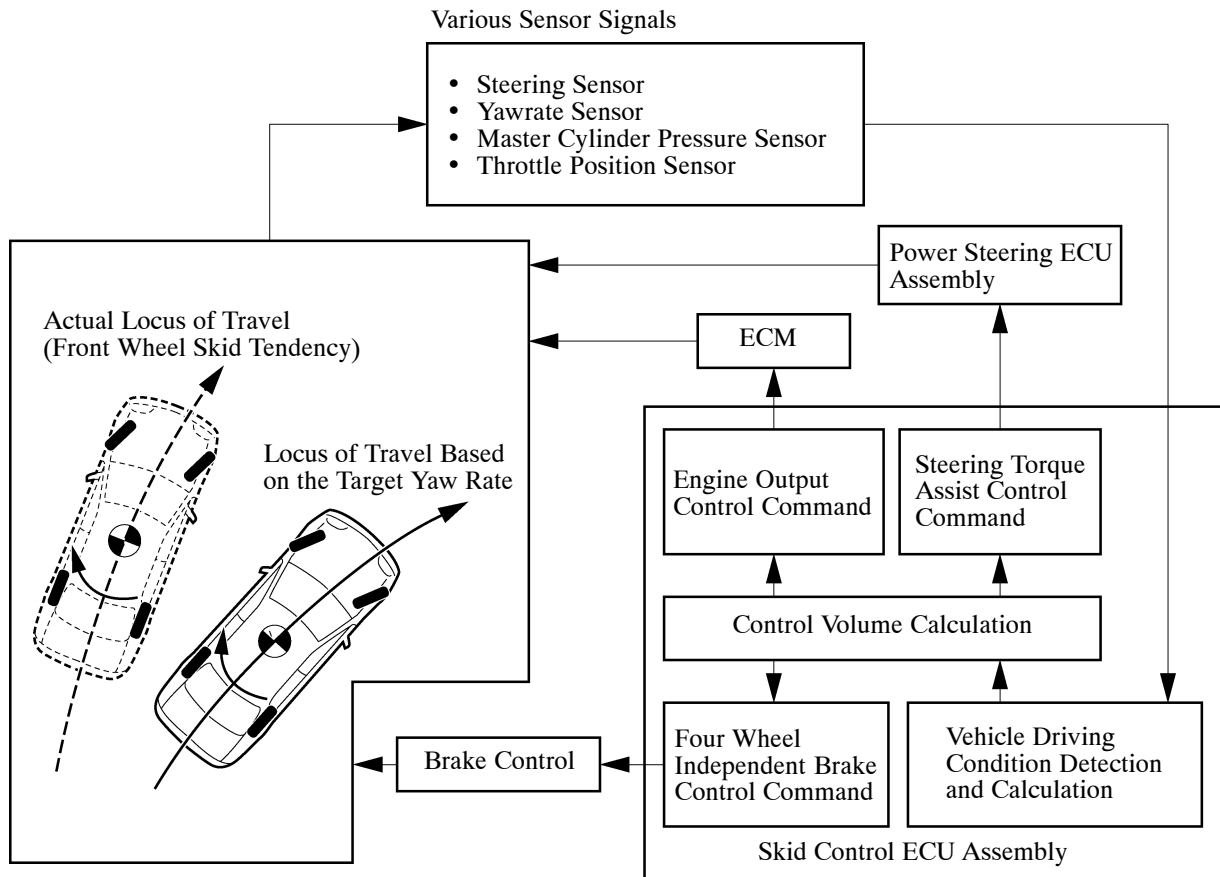 Various Sensor Signals
• Steering Sensor
• Yawrate Sensor
• Master Cylinder Pressure Sensor
• Throttle Position Sensor
Power Steering ECU
Assembly
Actual Locus of Travel
(Front Wheel Skid Tendency)
ECM
Locus of Travel Based
on the Target Yaw Rate
Engine Output
Control Command
Steering Torque
Assist Control
Command
Control Volume Calculation
Brake Control
Four Wheel
Independent Brake
Control Command
Vehicle Driving
Condition Detection
and Calculation
Skid Control ECU Assembly